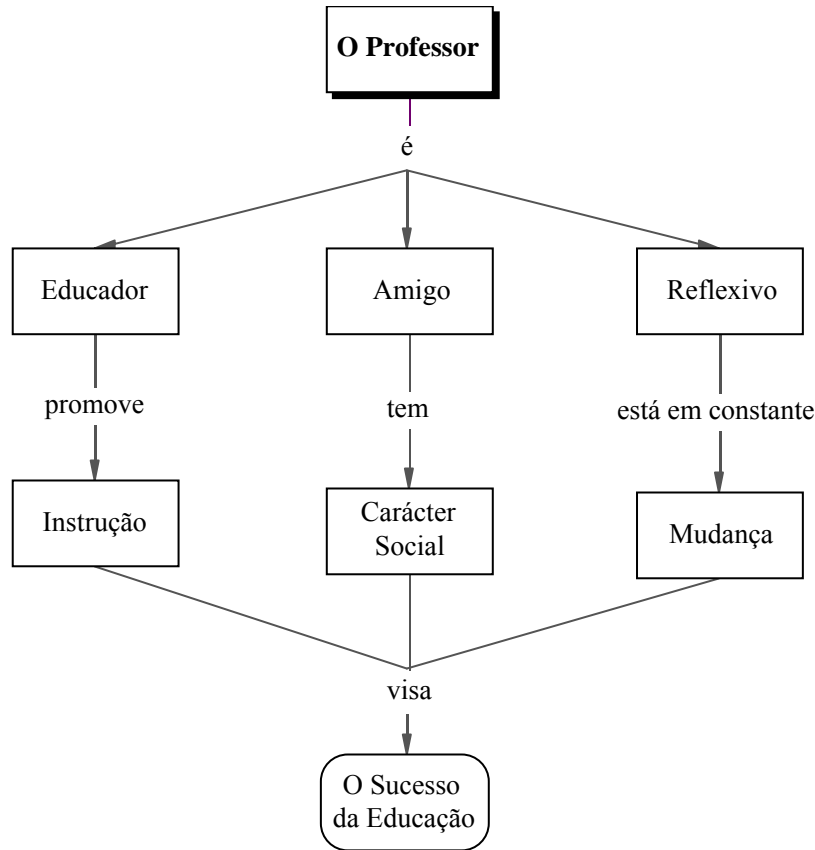 O Professor
é
Educador
Amigo
Reflexivo
promove
tem
está em constante
Instrução
Carácter
Social
Mudança
visa
O Sucesso
da Educação